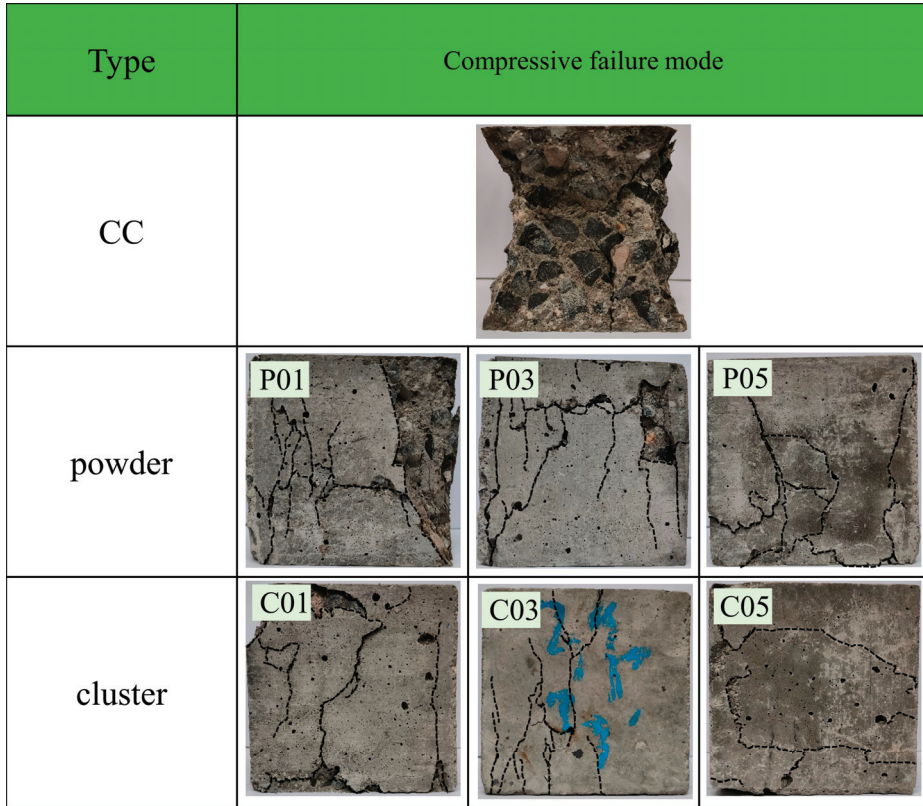 Type
Compressive failure mode
CC
powder
P01
P03
P05
cluster
C01
C03
C05